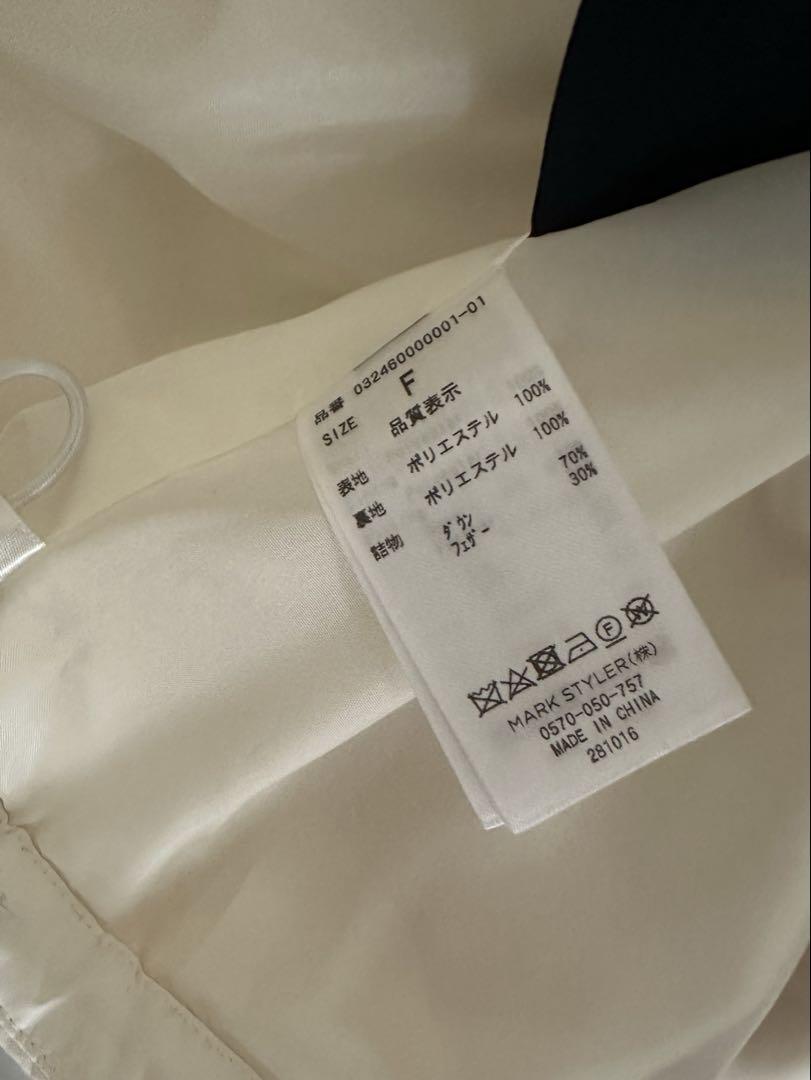 品番 032460000001-01
SIZE F
品質表示
表地 ポリエステル 100%
裏地 ポリエステル 100%
詰物 ダウン 70%
フェザー 30%
F W
MARK STYLER(株)
0570-050-757
MADE IN CHINA
281016